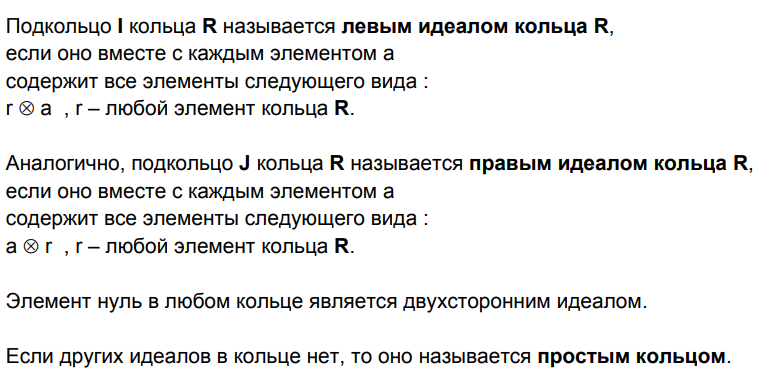 Подкольцо I кольца R называется левым идеалом кольца R,
если оно вместе с каждым элементом a
содержит все элементы следующего вида :
r ⊗ a , r – любой элемент кольца R.
Аналогично, подкольцо J кольца R называется правым идеалом кольца R,
если оно вместе с каждым элементом a
содержит все элементы следующего вида :
a ⊗ r , r – любой элемент кольца R.
Элемент нуль в любом кольце является двухсторонним идеалом.
Если других идеалов в кольце нет, то оно называется простым кольцом.